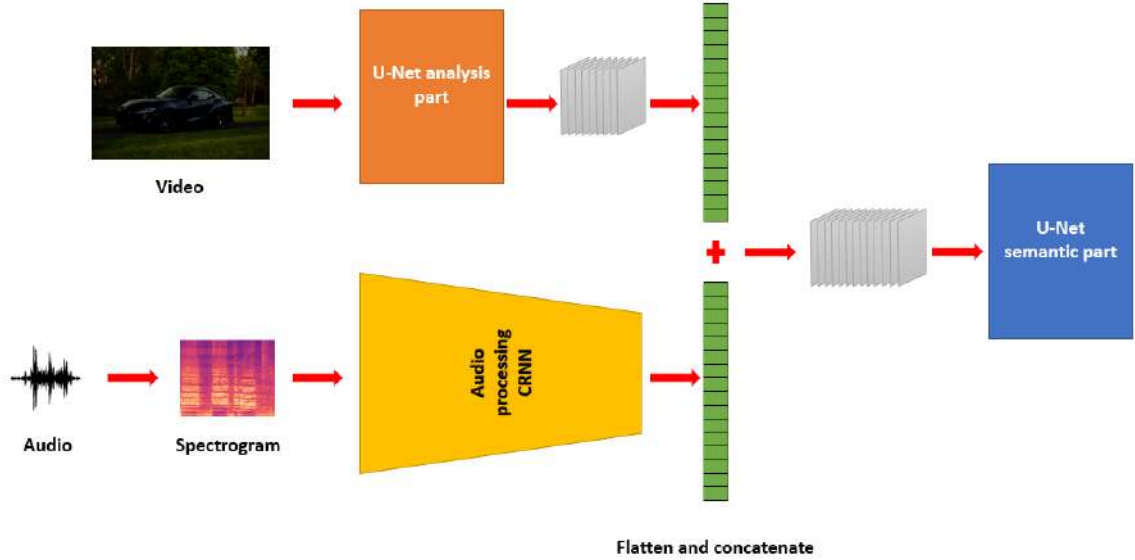 U-Net analysis
part
Video
U-Net
semantic part
Audio
processing
CRNN
Audio
Spectrogram
Flatten and concatenate